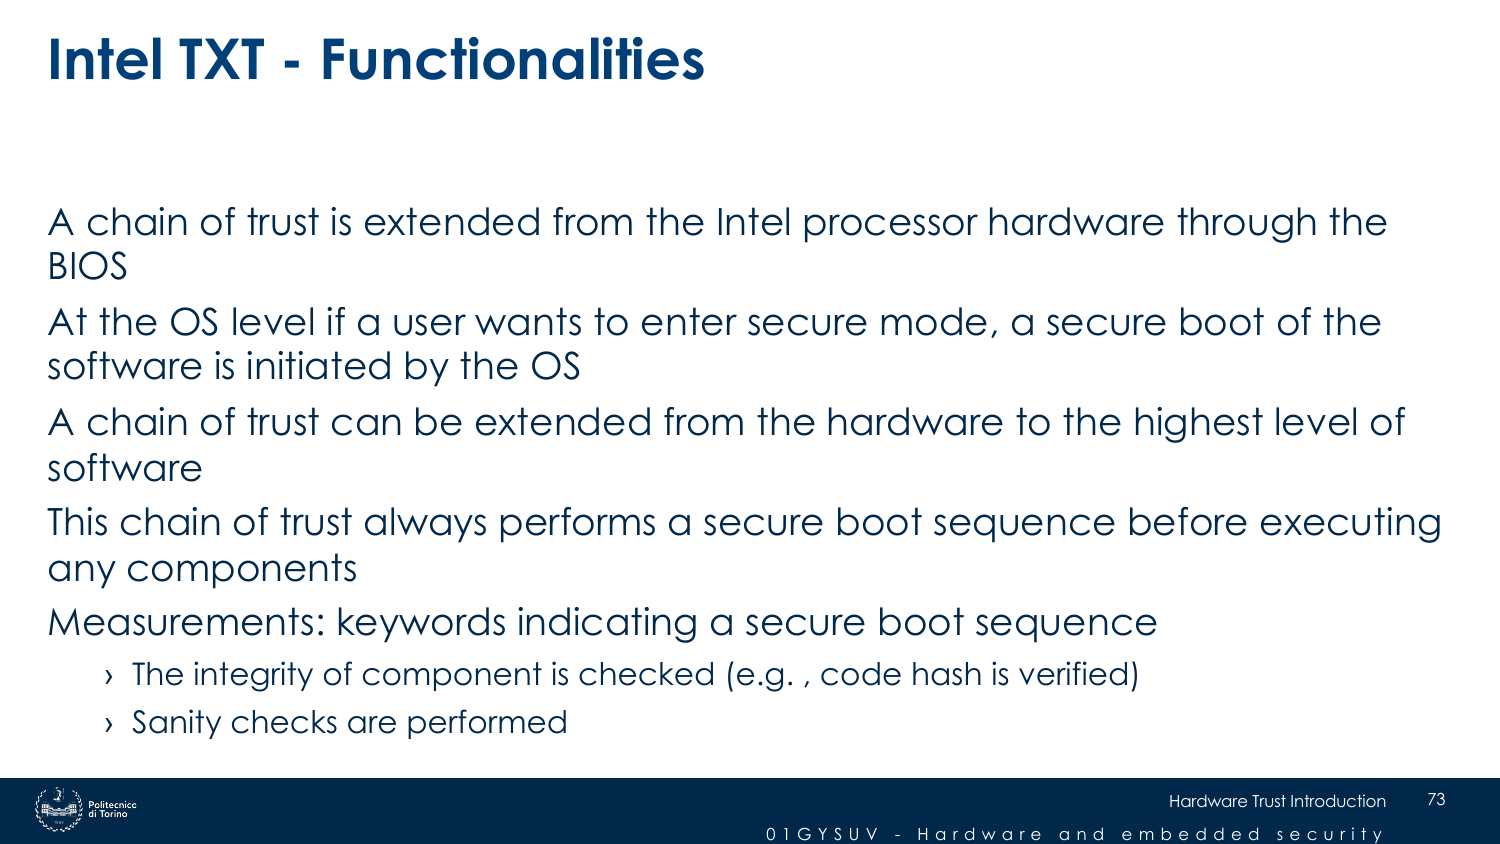 Intel TXT - Functionalities
A chain of trust is extended from the Intel processor hardware through the
BIOS
At the OS level if a user wants to enter secure mode, a secure boot of the
software is initiated by the OS
A chain of trust can be extended from the hardware to the highest level of
software
This chain of trust always performs a secure boot sequence before executing
any components
Measurements: keywords indicating a secure boot sequence
› The integrity of component is checked (e.g. , code hash is verified)
› Sanity checks are performed
Politecnico
di Torino
Hardware Trust Introduction 73
01GYSUV - Hardware and embedded security